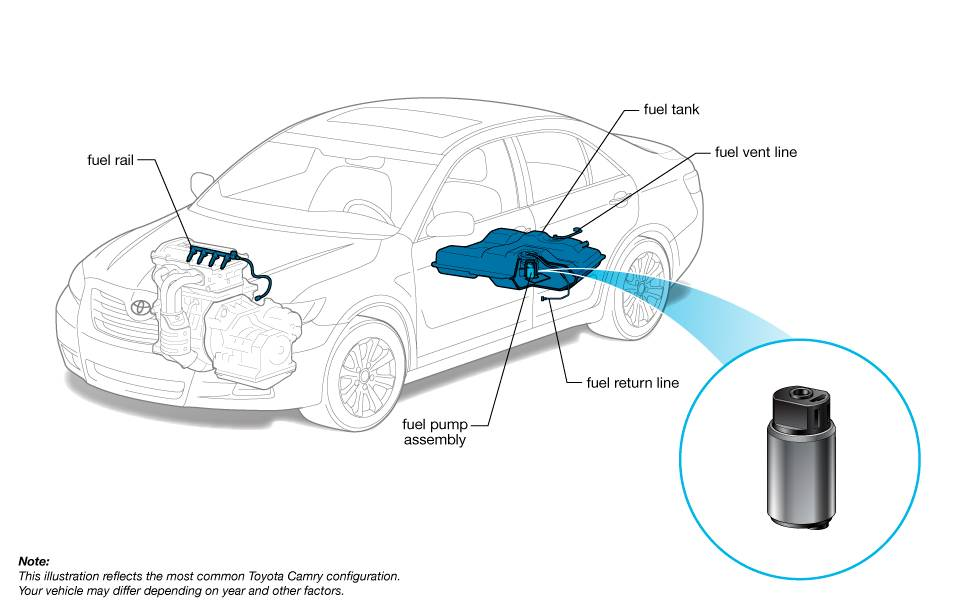 fuel tank
fuel vent line
fuel rail
fuel return line
fuel pump
assembly
Note:
This illustration reflects the most common Toyota Camry configuration.
Your vehicle may differ depending on year and other factors.